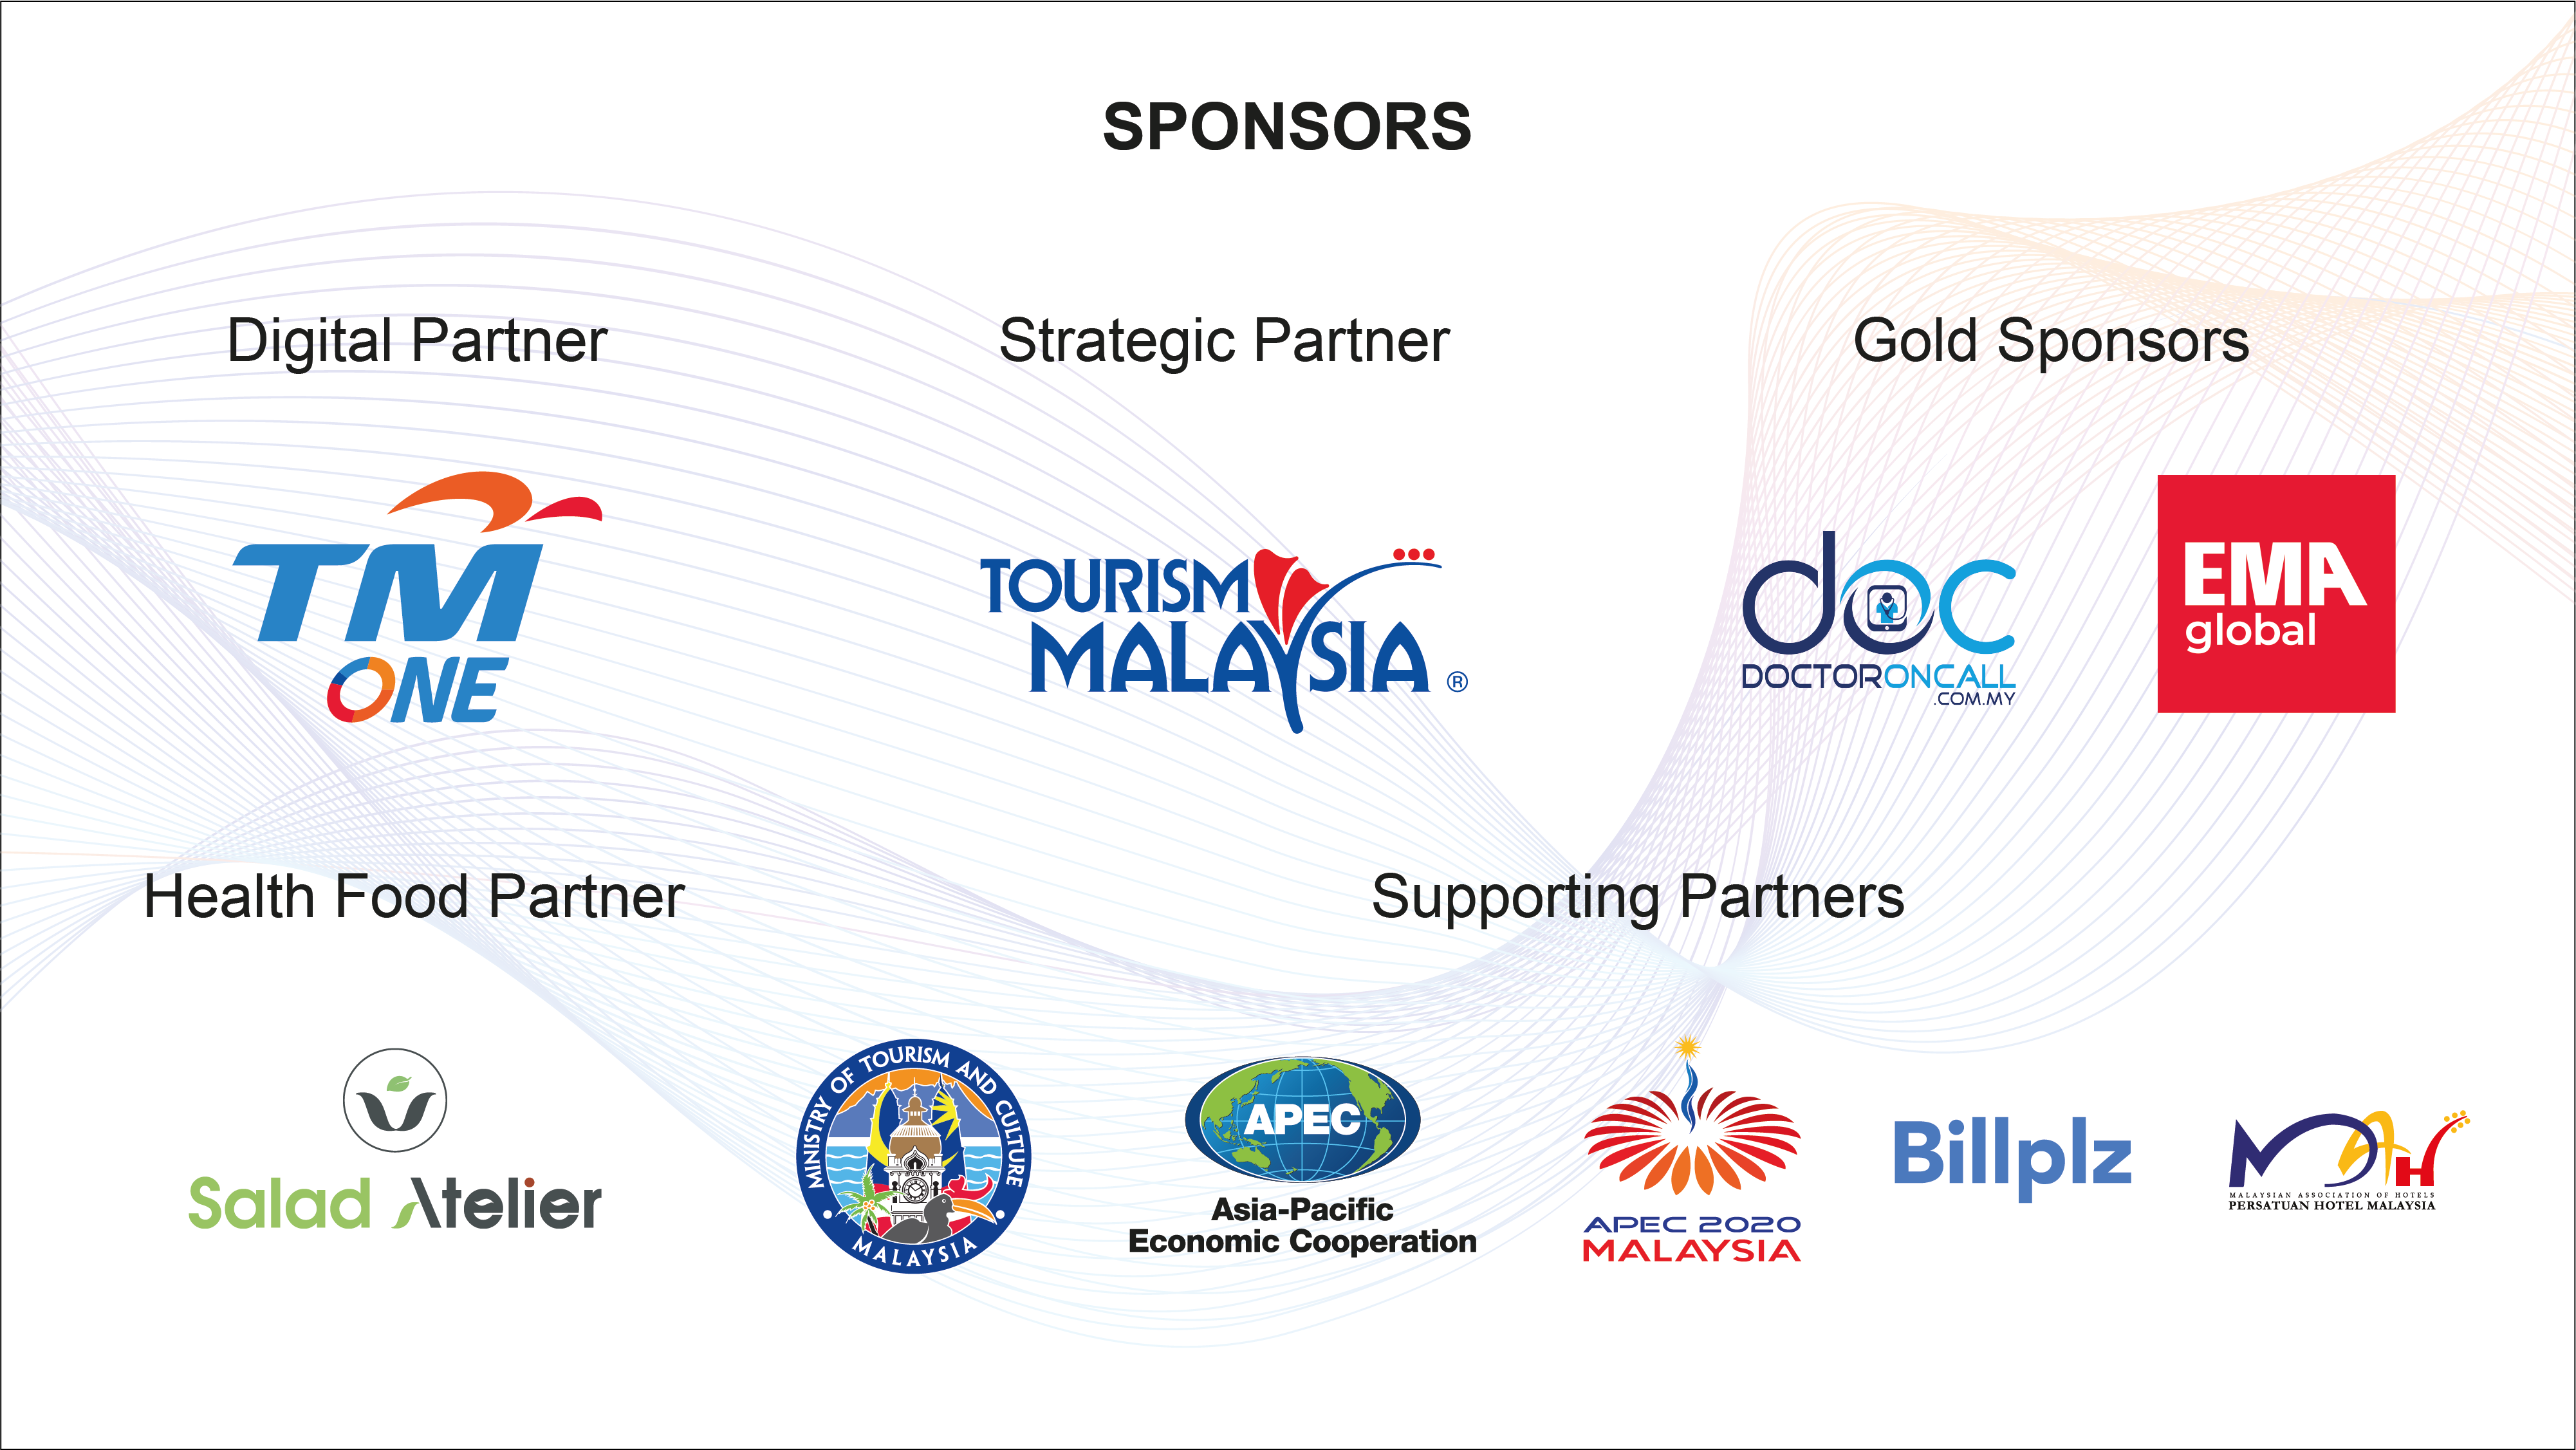 SPONSORS
Digital Partner
Strategic Partner
Gold Sponsors
TM
ONE
TOURISM
MALAYSIA ®
doc
DOCTORONCALL
.COM.MY
EMA
global
Health Food Partner
Supporting Partners
Salad Atelier
MINISTRY OF TOURISM AND CULTURE
MALAYSIA
APEC
Asia-Pacific
Economic Cooperation
APEC 2020
MALAYSIA
Billplz
MAH
MALAYSIAN ASSOCIATION OF HOTELS
PERSATUAN HOTEL MALAYSIA